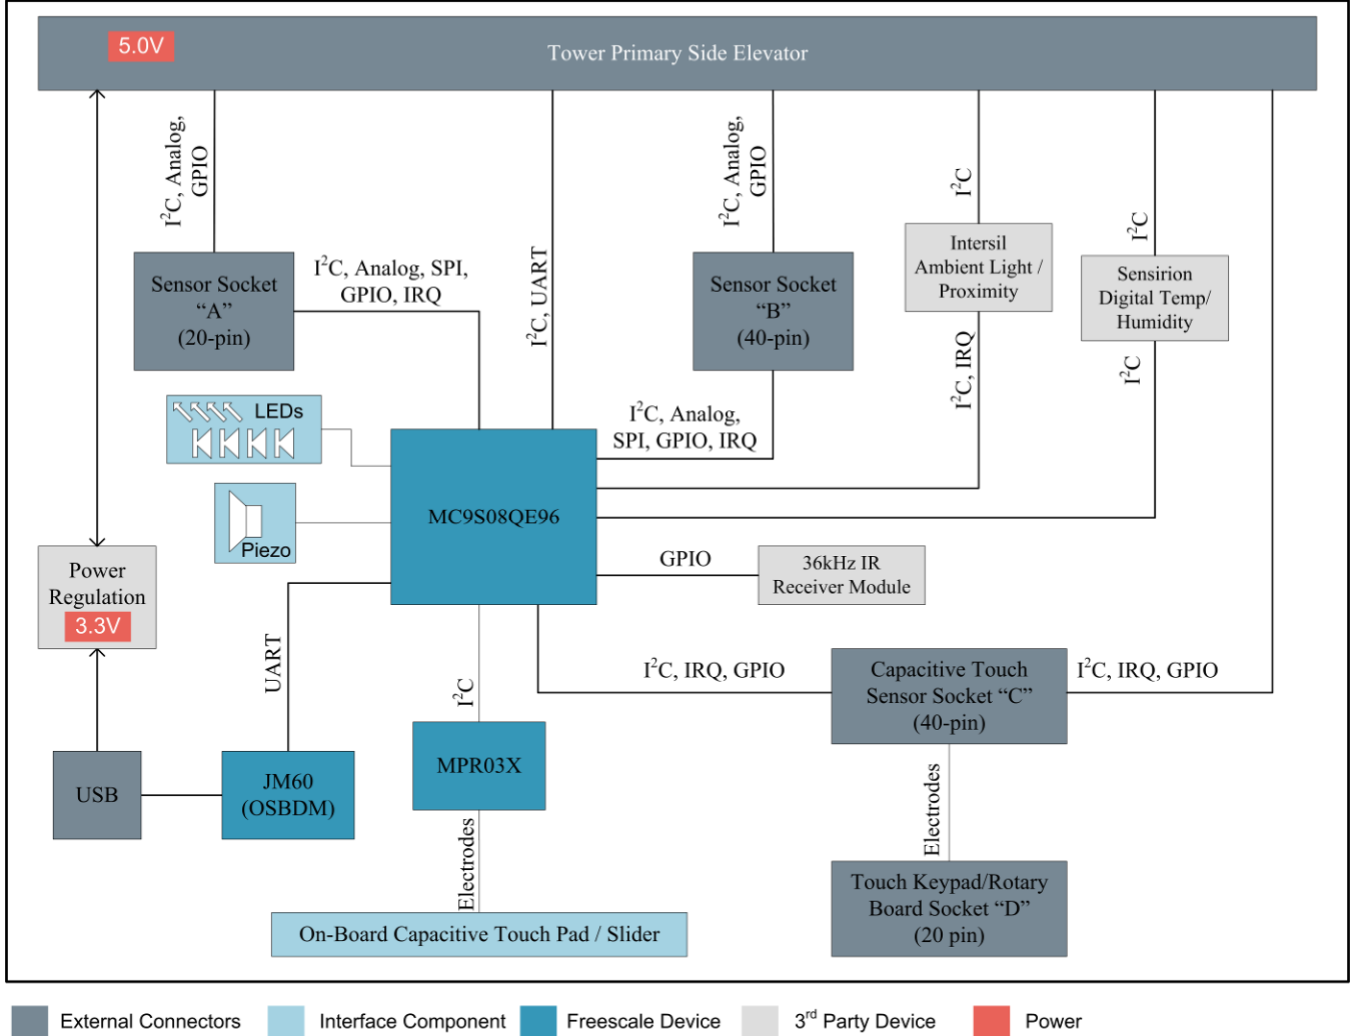 5.0V
Tower Primary Side Elevator
I²C, Analog,
GPIO
I²C, UART
I²C, Analog,
GPIO
I²C
I²C
Sensor Socket
“A”
(20-pin)
I²C, Analog, SPI,
GPIO, IRQ
Sensor Socket
“B”
(40-pin)
Intersil
Ambient Light /
Proximity
Sensirion
Digital Temp/
Humidity
I²C, IRQ
I²C
LEDs
I²C, Analog,
SPI, GPIO, IRQ
Piezo
MC9S08QE96
Power
Regulation
3.3V
GPIO
36kHz IR
Receiver Module
UART
I²C
I²C, IRQ, GPIO
Capacitive Touch
Sensor Socket “C”
(40-pin)
I²C, IRQ, GPIO
USB
JM60
(OSBDM)
MPR03X
Electrodes
Electrodes
Touch Keypad/Rotary
Board Socket “D”
(20 pin)
On-Board Capacitive Touch Pad / Slider
External Connectors
Interface Component
Freescale Device
3rd Party Device
Power